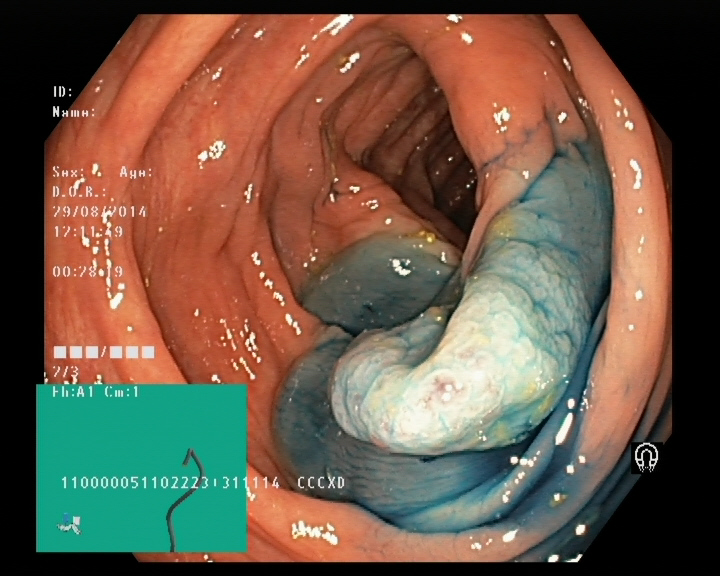 ID:
Name:
Sex: Age:
D.O.B.:
29/08/2014
12:11:49
00:28:19
2/3
Eh:A1 Cm:1
110000051102223+311114 CCCXD